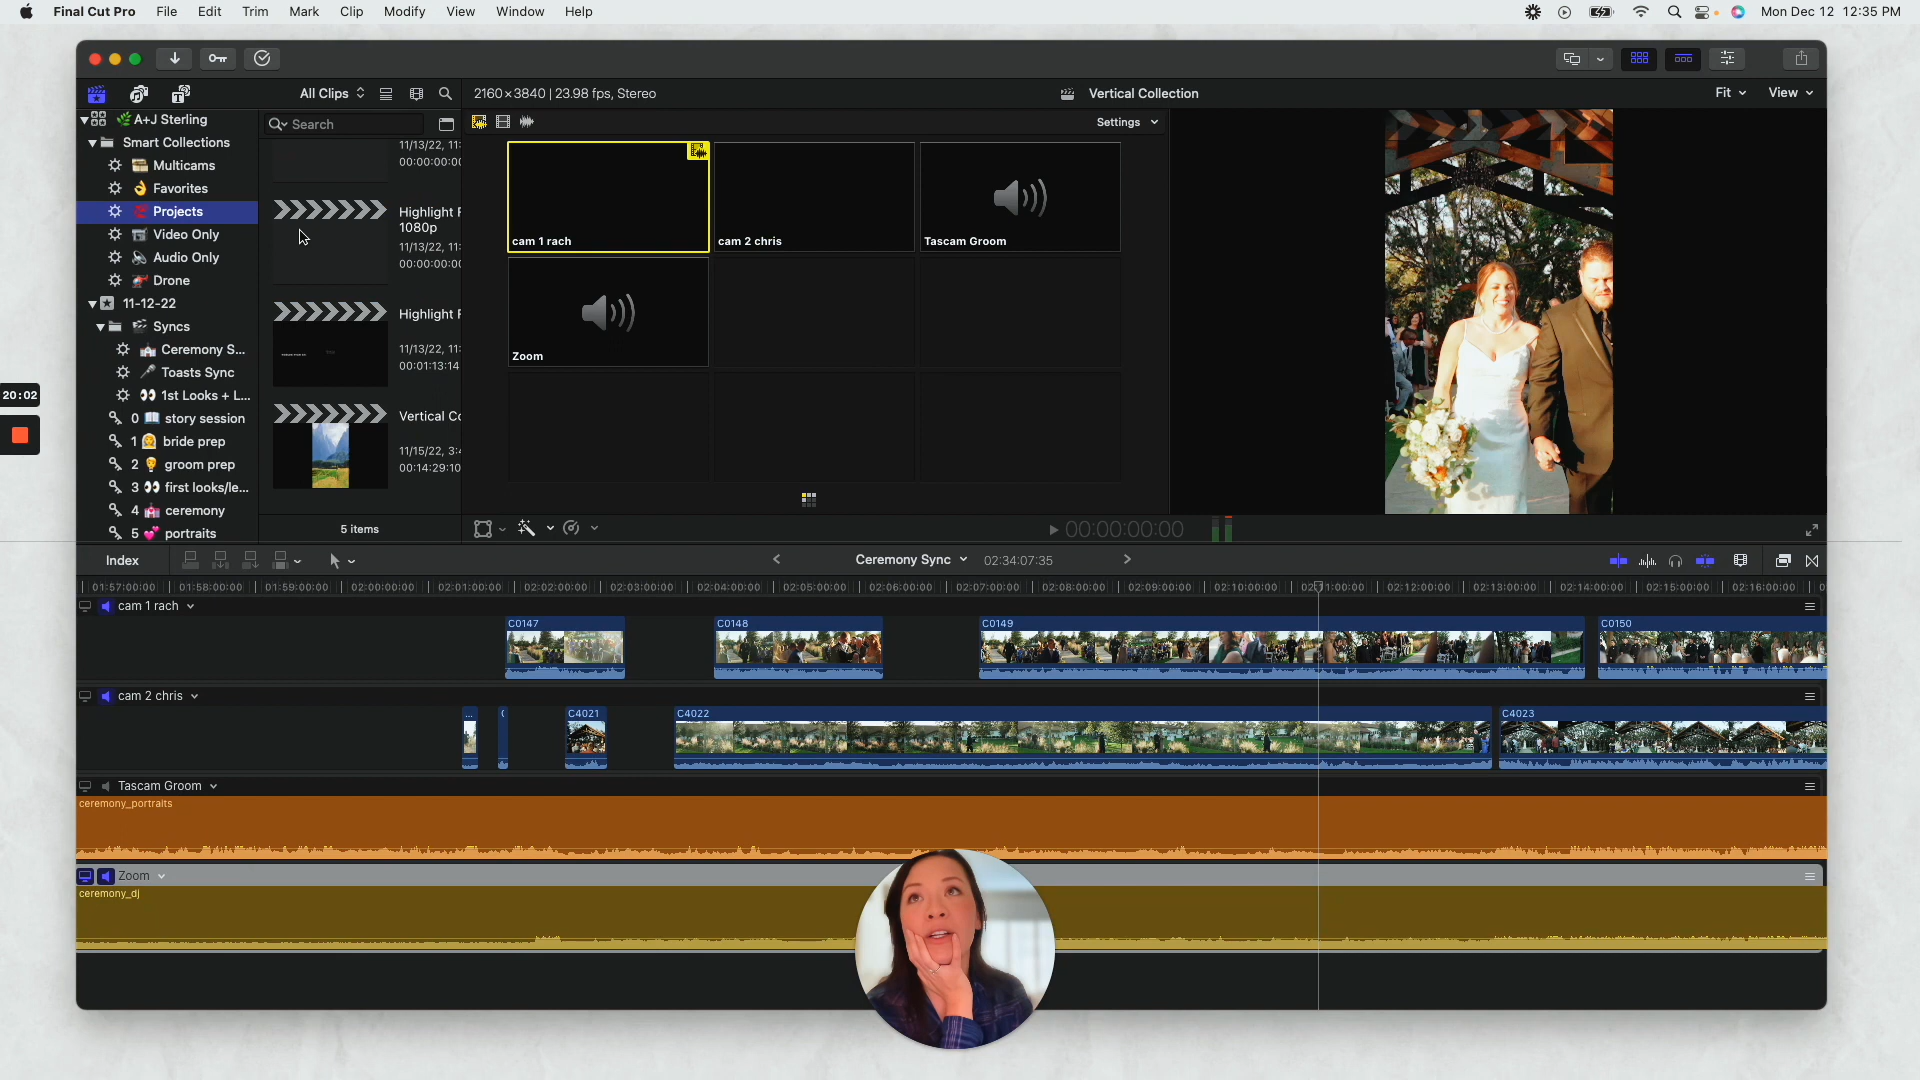 Final Cut Pro File Edit Trim Mark Clip Modify View Window Help
Mon Dec 12 12:35 PM
All Clips
2160×3840 | 23.98 fps, Stereo
Vertical Collection
Fit
View
A+J Sterling
Smart Collections
Multicams
Favorites
Projects
Video Only
Audio Only
Drone
11-12-22
Syncs
Ceremony S...
Toasts Sync
1st Looks + L...
0 story session
1 bride prep
2 groom prep
3 first looks/le...
4 ceremony
5 portraits
Search
11/13/22, 11:
00:00:00:00
Highlight F
1080p
11/13/22, 11:
00:00:00:00
Highlight F
11/13/22, 11:
00:01:13:14
Vertical Co
11/15/22, 3:4
00:14:29:10
5 items
Settings
cam 1 rach
cam 2 chris
Tascam Groom
Zoom
00:00:00:00
20:02
Index
Ceremony Sync
02:34:07:35
01:57:00:00 01:58:00:00 01:59:00:00 02:00:00:00 02:01:00:00 02:02:00:00 02:03:00:00 02:04:00:00 02:05:00:00 02:06:00:00 02:07:00:00 02:08:00:00 02:09:00:00 02:10:00:00 02:11:00:00 02:12:00:00 02:13:00:00 02:14:00:00 02:15:00:00 02:16:00:00
cam 1 rach
C0147 C0148 C0149 C0150
cam 2 chris
... C4021 C4022 C4023
Tascam Groom
ceremony_portraits
Zoom
ceremony_dj